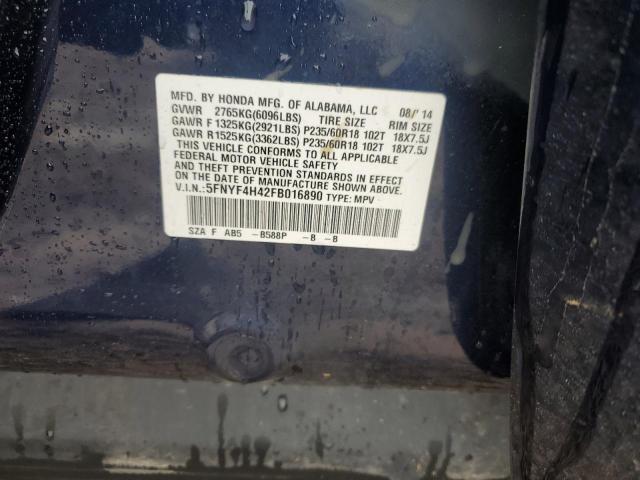 MFD. BY HONDA MFG. OF ALABAMA, LLC 08/'14
GVWR 2765KG(6096LBS) TIRE SIZE RIM SIZE
GAWR F 1325KG(2921LBS) P235/60R18 102T 18X7.5J
GAWR R 1525KG(3362LBS) P235/60R18 102T 18X7.5J
THIS VEHICLE CONFORMS TO ALL APPLICABLE
FEDERAL MOTOR VEHICLE SAFETY
AND THEFT PREVENTION STANDARDS IN EFFECT
ON THE DATE OF MANUFACTURE SHOWN ABOVE.
V.I.N.:5FNYF4H42FB016890 TYPE: MPV
SZA F AB5 -B588P -B -B